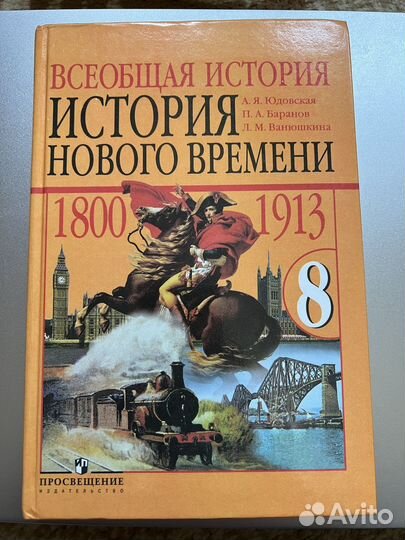 ВСЕОБЩАЯ ИСТОРИЯ
А. Я. Юдовская
ИСТОРИЯ
П. А. Баранов
Л. М. Ванюшкина
НОВОГО ВРЕМЕНИ
1800
1913
8
ПРОСВЕЩЕНИЕ
ИЗДАТЕЛЬСТВО
Avito